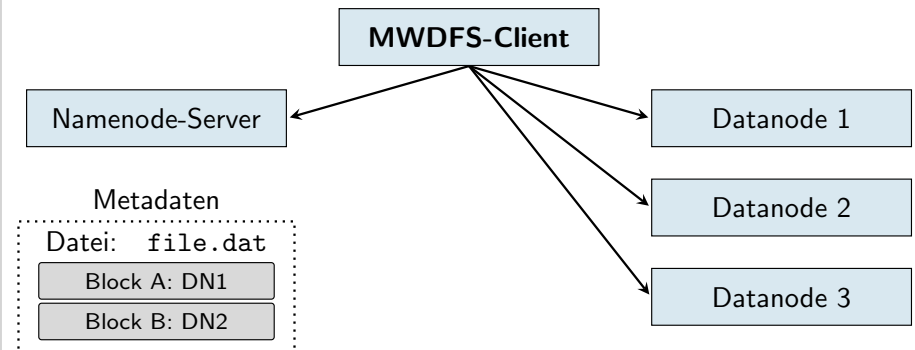 MWDFS-Client
Namenode-Server
Datanode 1
Datanode 2
Datanode 3
Metadaten
Datei: file.dat
Block A: DN1
Block B: DN2